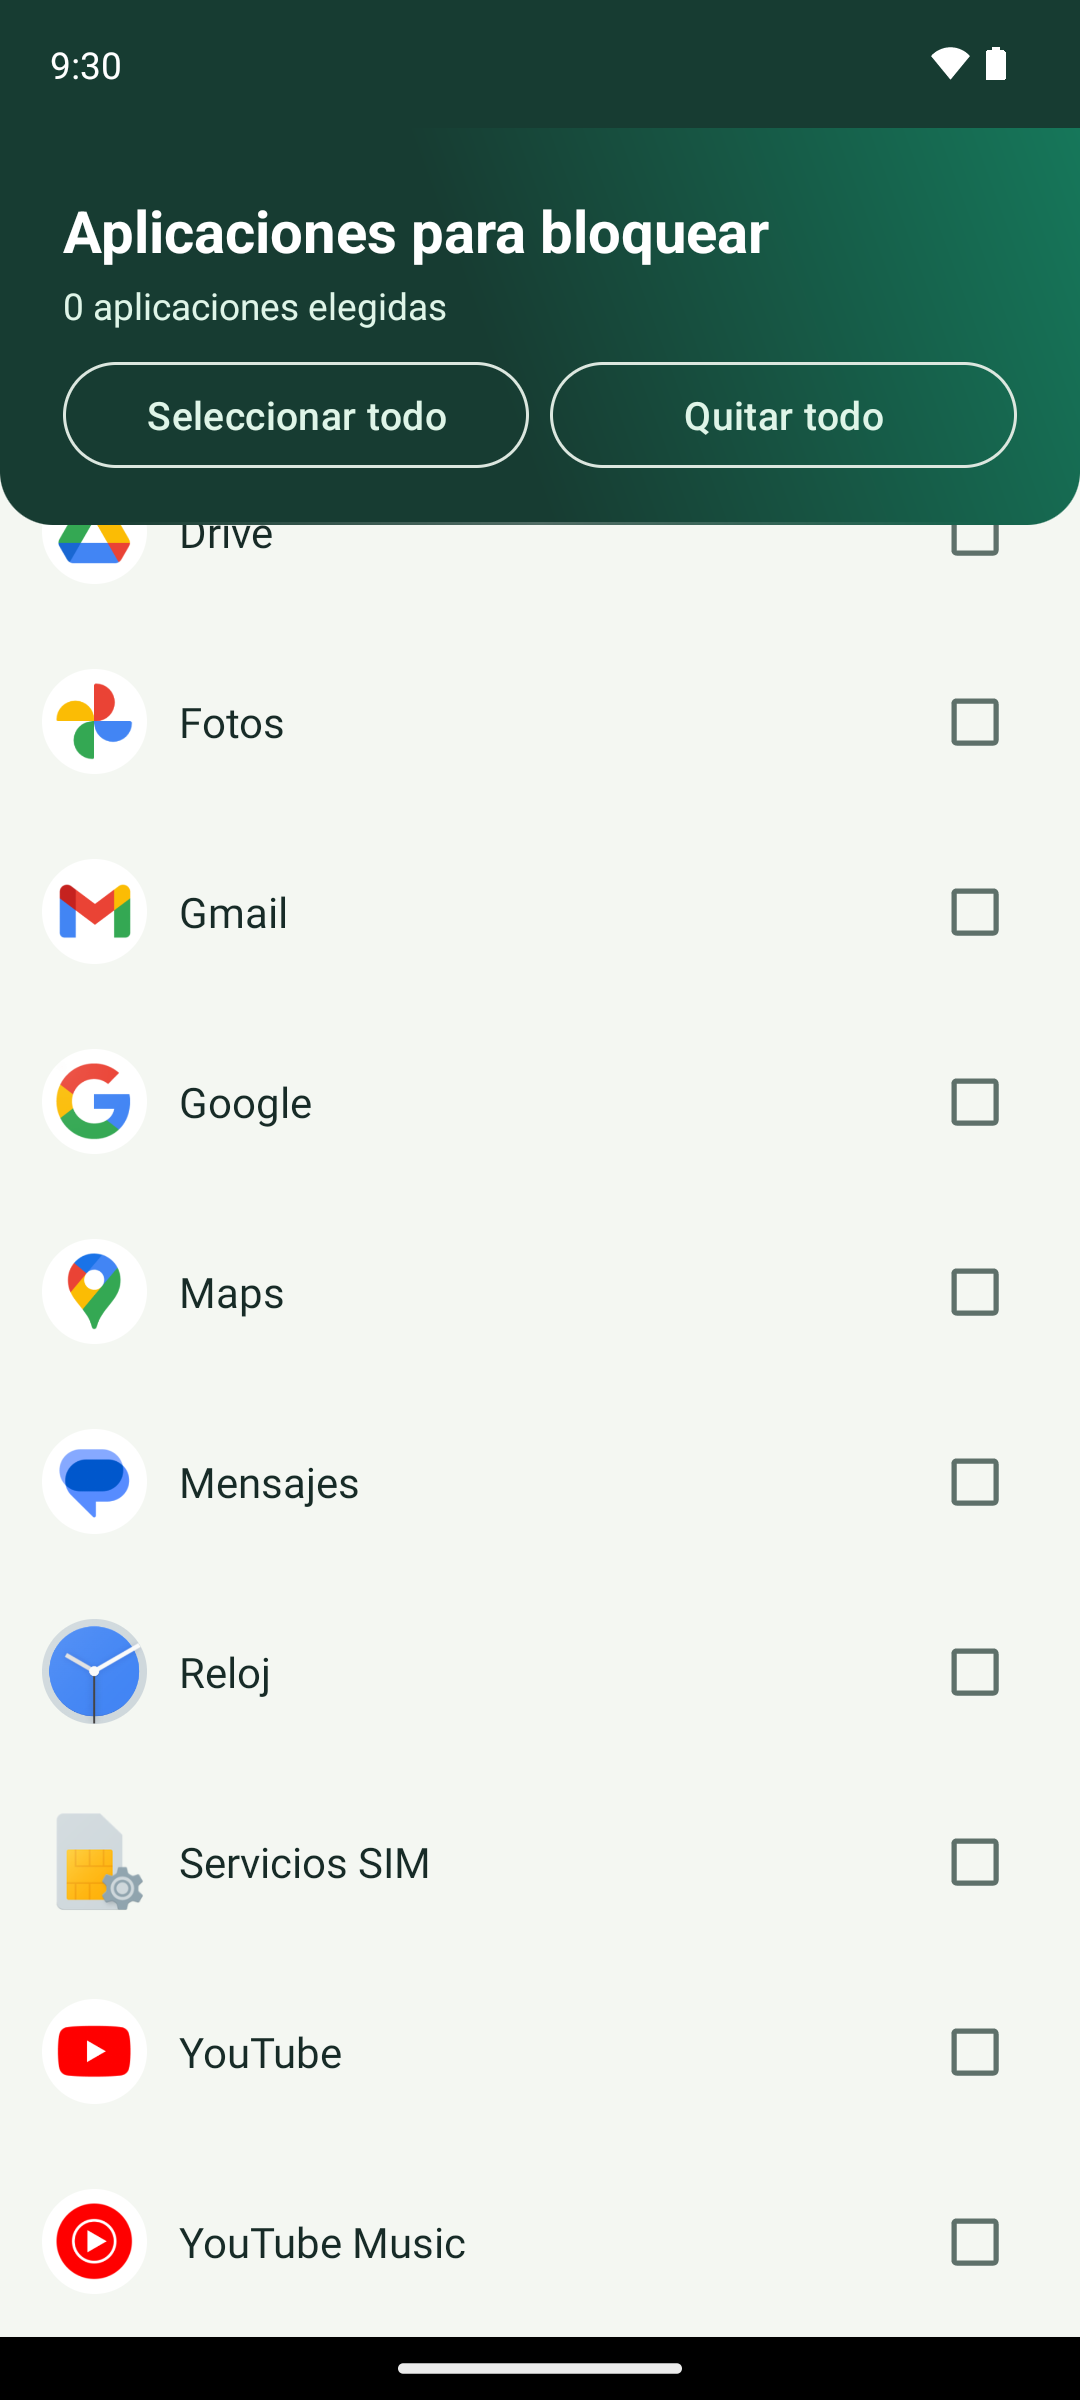 9:30
Aplicaciones para bloquear
0 aplicaciones elegidas
Seleccionar todo
Quitar todo
Drive
Fotos
Gmail
Google
Maps
Mensajes
Reloj
Servicios SIM
YouTube
YouTube Music